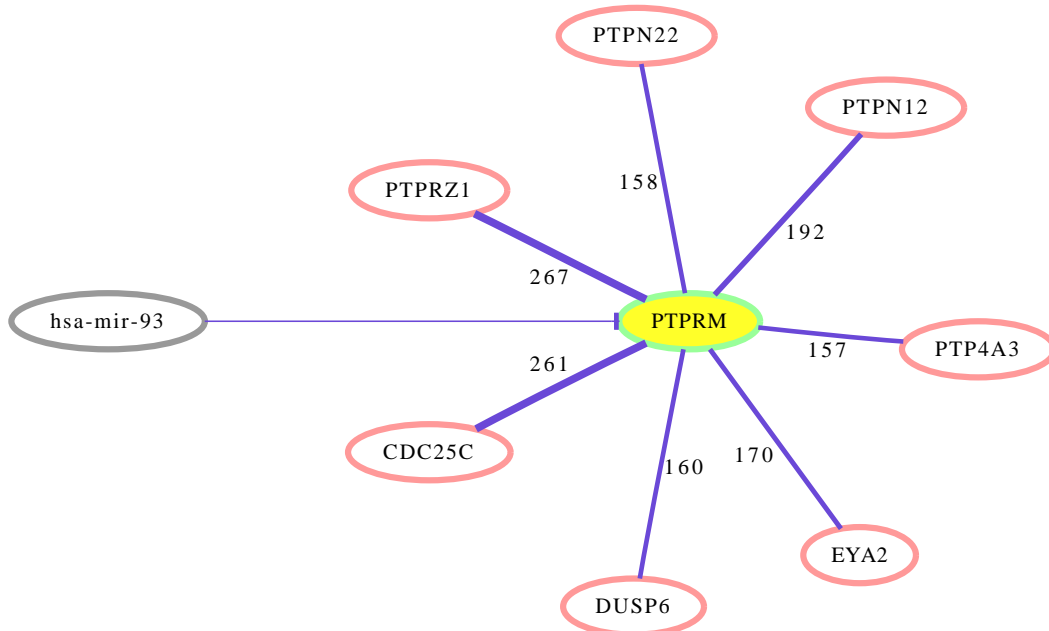 PTPN22
PTPN12
158
PTPRZ1
192
267
hsa-mir-93
PTPRM
157
PTP4A3
261
CDC25C
160
170
EYA2
DUSP6